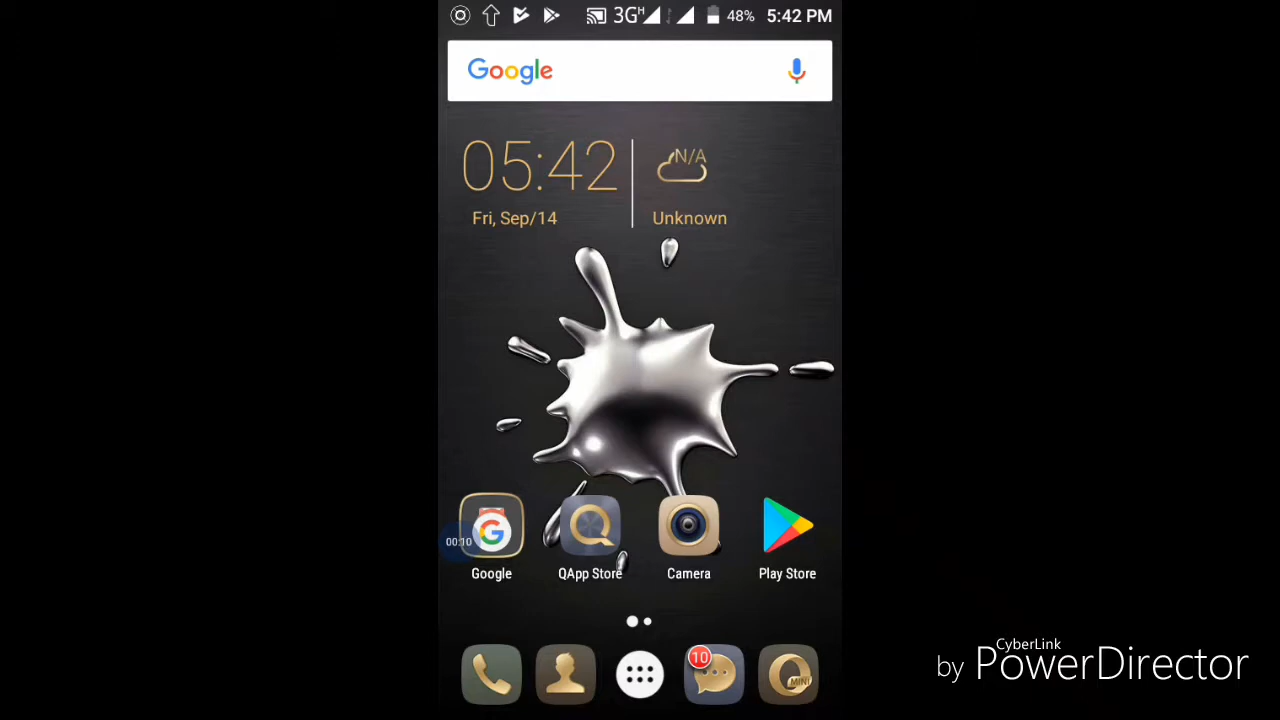 3G H 48% 5:42 PM
Google
05:42 N/A
Fri, Sep/14 Unknown
00:10
Google QApp Store Camera Play Store
10 MINI
CyberLink
by PowerDirector